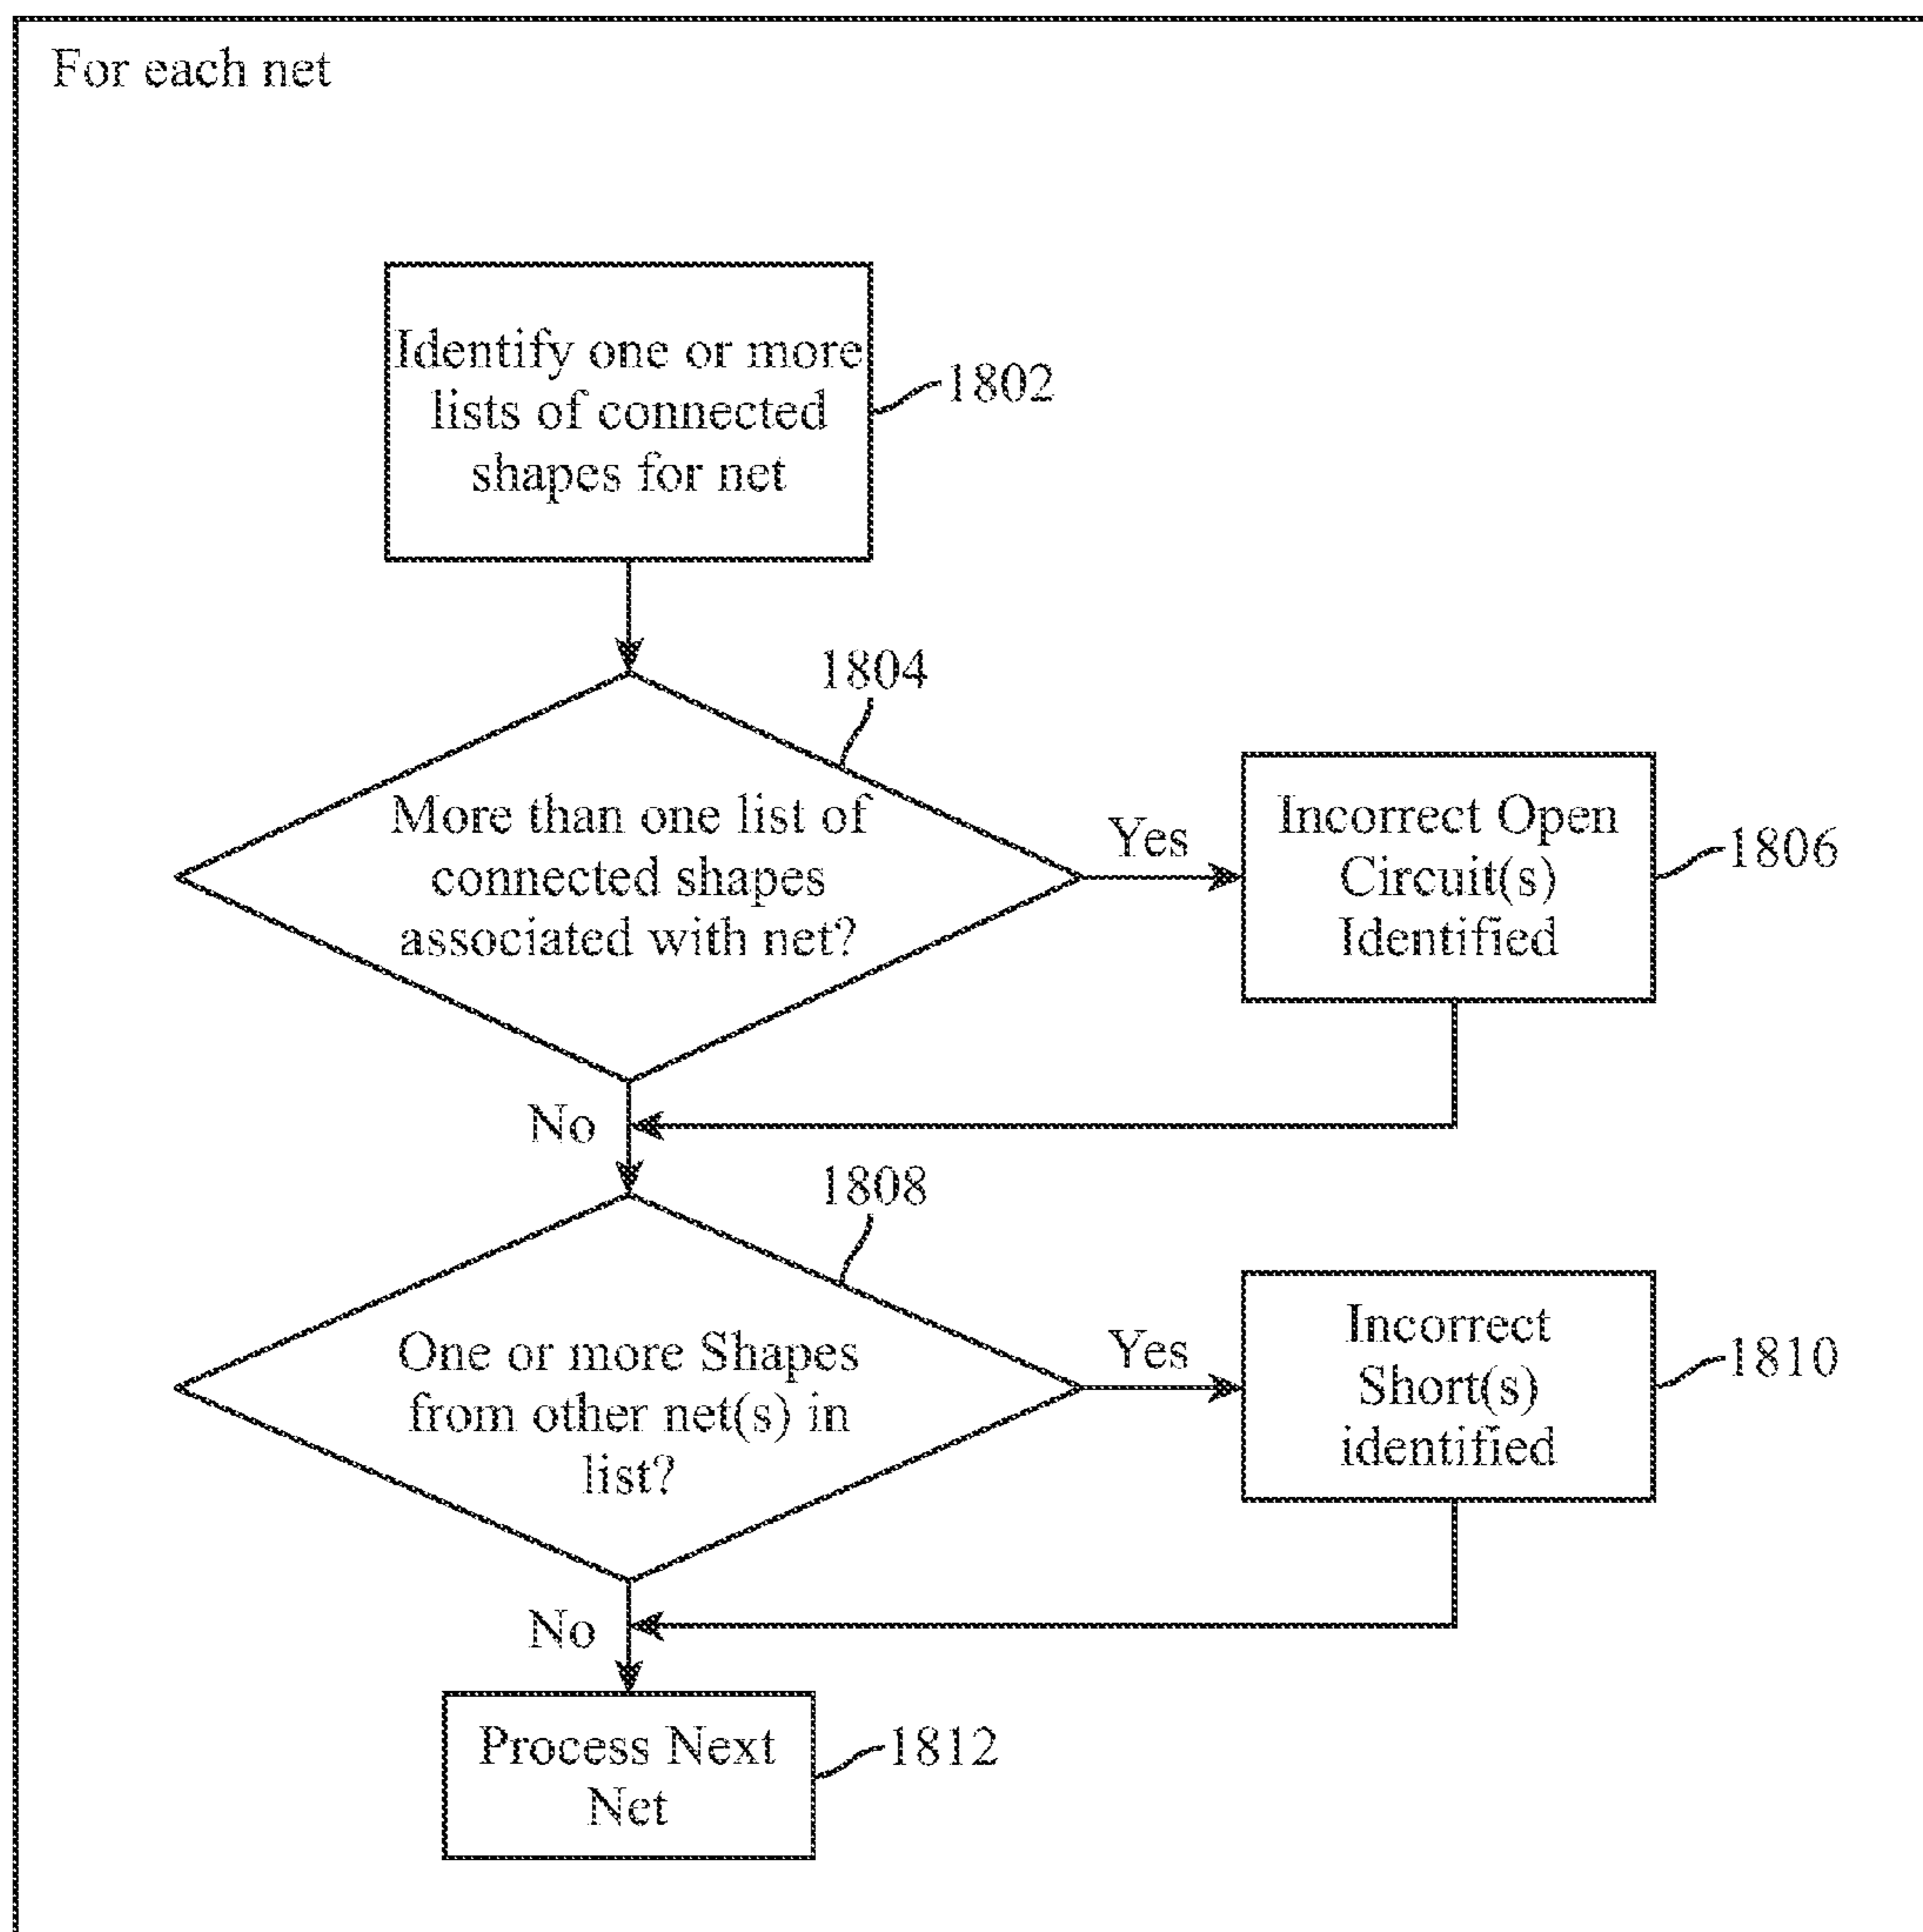 For each net
Identify one or more
lists of connected
shapes for net
1802
1804
More than one list of
connected shapes
associated with net?
Yes
Incorrect Open
Circuit(s)
Identified
1806
No
1808
One or more Shapes
from other net(s) in
list?
Yes
Incorrect
Short(s)
identified
1810
No
Process Next
Net
1812